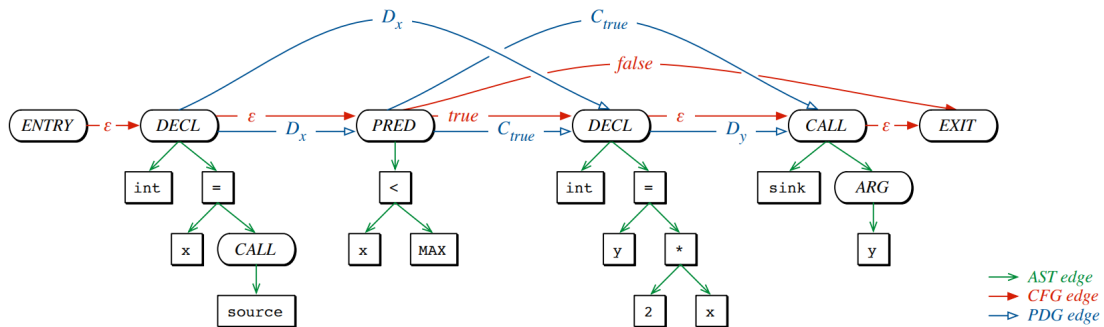 D_x C_true
false
ENTRY ε DECL ε PRED true DECL ε CALL ε EXIT
D_x C_true D_y
int = < int = sink ARG
x CALL x MAX y * y
source 2 x
AST edge
CFG edge
PDG edge